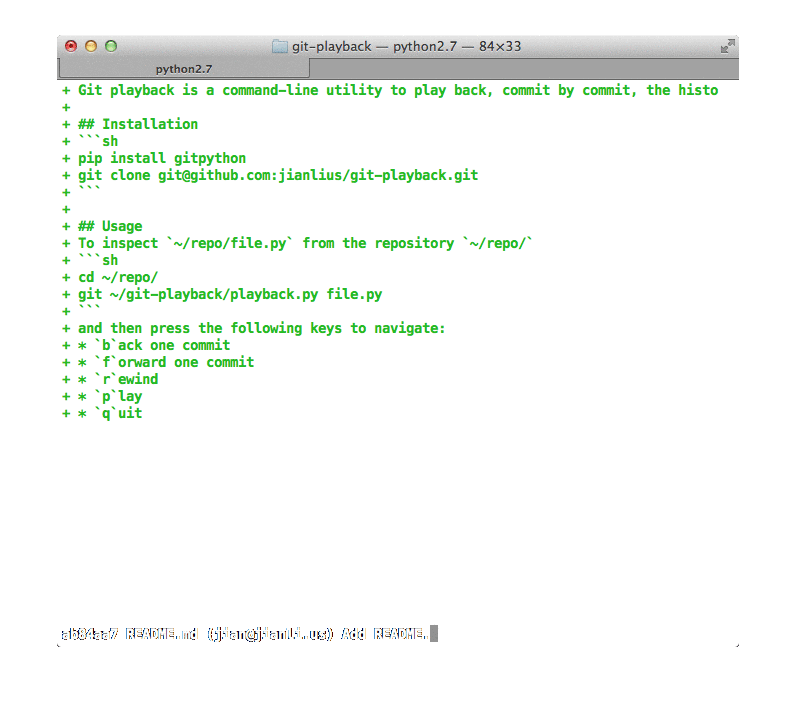 git-playback — python2.7 — 84×33
python2.7
+ Git playback is a command-line utility to play back, commit by commit, the histo
+
+ ## Installation
+ ```sh
+ pip install gitpython
+ git clone git@github.com:jianlius/git-playback.git
+ ```
+
+ ## Usage
+ To inspect `~/repo/file.py` from the repository `~/repo/`
+ ```sh
+ cd ~/repo/
+ git ~/git-playback/playback.py file.py
+ ```
+ and then press the following keys to navigate:
+ * `b`ack one commit
+ * `f`orward one commit
+ * `r`ewind
+ * `p`lay
+ * `q`uit
README.md (jian@jianli.us) Add README.